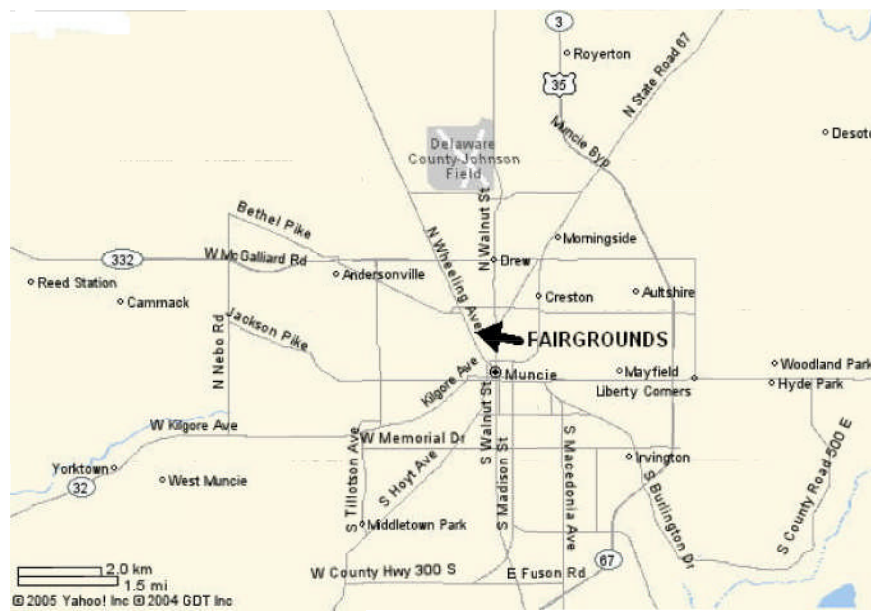 3
Royerton
35
N State Road 67
Muncie Byp
Desoto
Delaware
County-Johnson
Field
Bethel Pike
N Wheeling Ave
N Walnut St
Morningside
332
W McGalliard Rd
Drew
Andersonville
Reed Station
Cammack
Creston
Aultshire
N Nebo Rd
Jackson Pike
FAIRGROUNDS
Kilgore Ave
Muncie
Mayfield
Woodland Park
Liberty Corners
Hyde Park
W Kilgore Ave
W Memorial Dr
S Walnut St
S Madison St
S Macedonia Ave
Irvington
S Burlington Dr
S County Road 500 E
Yorktown
32
West Muncie
S Tillotson Ave
S Hoyt Ave
Middletown Park
67
W County Hwy 300 S
E Fuson Rd
2.0 km
1.5 mi
© 2005 Yahoo! Inc © 2004 GDT Inc